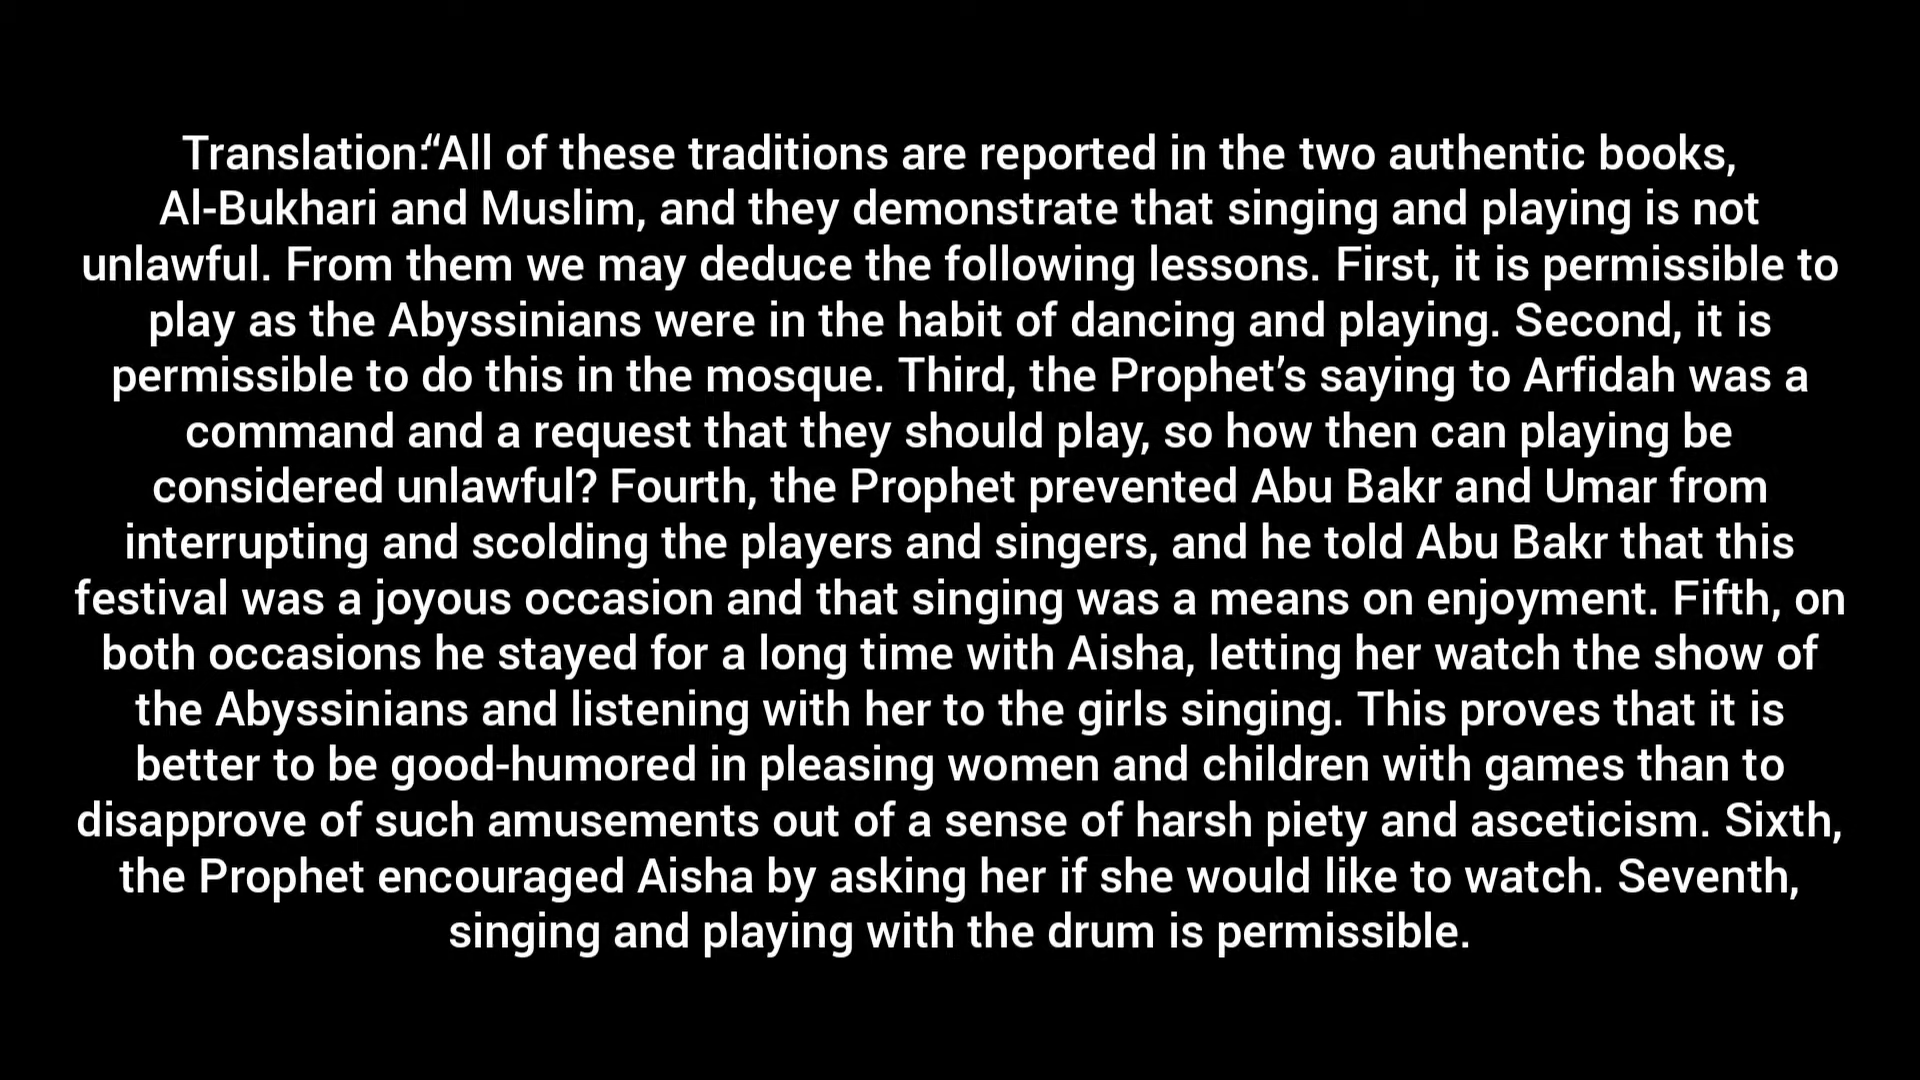 Translation:“All of these traditions are reported in the two authentic books,
Al-Bukhari and Muslim, and they demonstrate that singing and playing is not
unlawful. From them we may deduce the following lessons. First, it is permissible to
play as the Abyssinians were in the habit of dancing and playing. Second, it is
permissible to do this in the mosque. Third, the Prophet’s saying to Arfidah was a
command and a request that they should play, so how then can playing be
considered unlawful? Fourth, the Prophet prevented Abu Bakr and Umar from
interrupting and scolding the players and singers, and he told Abu Bakr that this
festival was a joyous occasion and that singing was a means on enjoyment. Fifth, on
both occasions he stayed for a long time with Aisha, letting her watch the show of
the Abyssinians and listening with her to the girls singing. This proves that it is
better to be good-humored in pleasing women and children with games than to
disapprove of such amusements out of a sense of harsh piety and asceticism. Sixth,
the Prophet encouraged Aisha by asking her if she would like to watch. Seventh,
singing and playing with the drum is permissible.